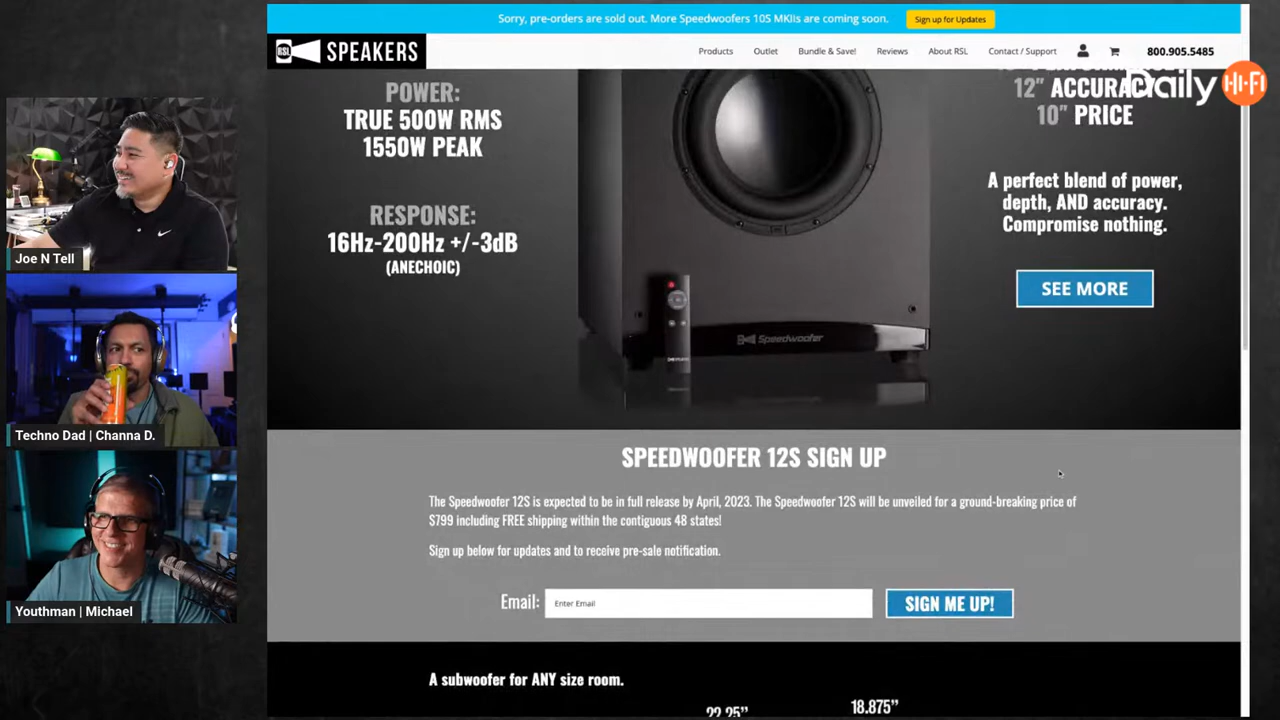 Sorry, pre-orders are sold out. More Speedwoofers 10S MKIIs are coming soon.
Sign up for Updates
RSL SPEAKERS
Products
Outlet
Bundle & Save!
Reviews
About RSL
Contact / Support
800.905.5485
Daily HI-FI
POWER:
TRUE 500W RMS
1550W PEAK
RESPONSE:
16Hz-200Hz +/-3dB
(ANECHOIC)
12" ACCURACY
10" PRICE
A perfect blend of power,
depth, AND accuracy.
Compromise nothing.
SEE MORE
Speedwoofer
Joe N Tell
Techno Dad | Channa D.
Youthman | Michael
SPEEDWOOFER 12S SIGN UP
The Speedwoofer 12S is expected to be in full release by April, 2023. The Speedwoofer 12S will be unveiled for a ground-breaking price of
$799 including FREE shipping within the contiguous 48 states!
Sign up below for updates and to receive pre-sale notification.
Email:
Enter Email
SIGN ME UP!
A subwoofer for ANY size room.
22.25"
18.875"